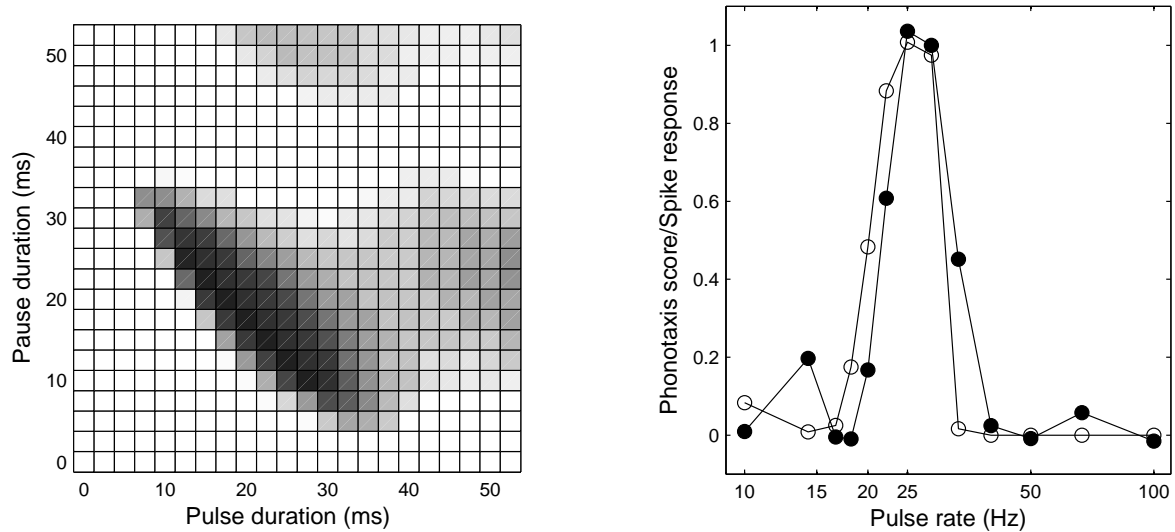 Pause duration (ms)
50
40
30
20
10
0
0 10 20 30 40 50
Pulse duration (ms)
Phonotaxis score/Spike response
1
0.8
0.6
0.4
0.2
0
10 15 20 25 50 100
Pulse rate (Hz)